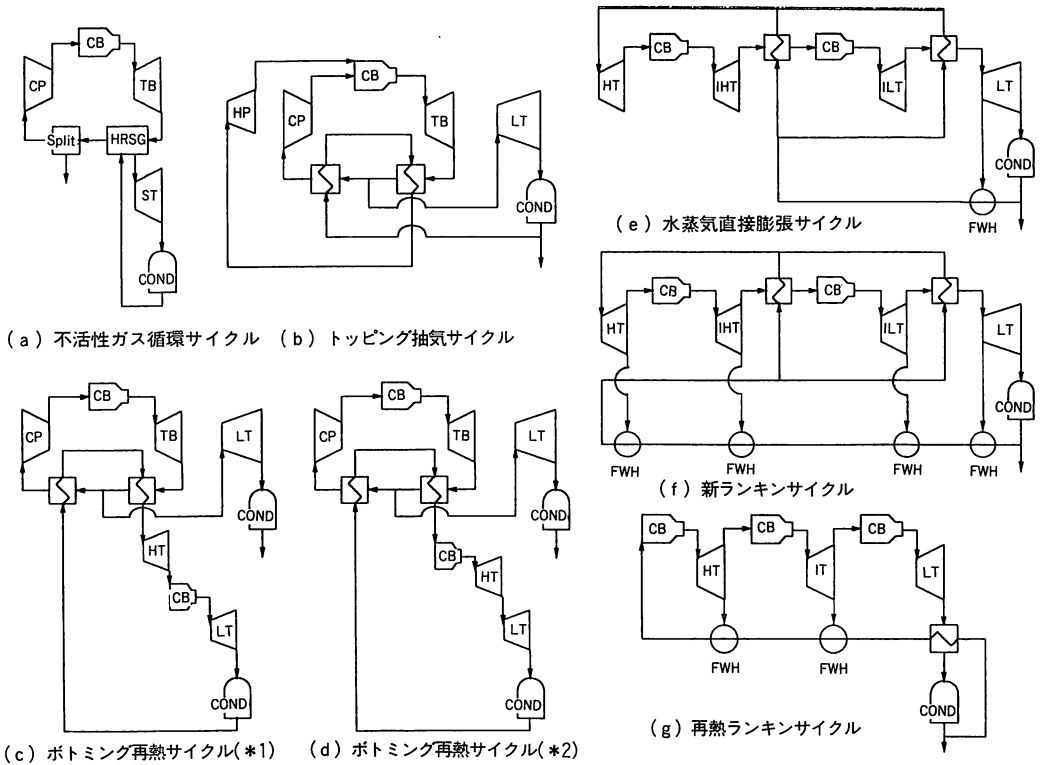 CB
CP
TB
Split
HRSG
ST
COND
(a) 不活性ガス循環サイクル
CB
HP
CP
TB
LT
COND
(b) トッピング抽気サイクル
CB
CP
TB
LT
COND
HT
CB
LT
COND
(c) ボトミング再熱サイクル(*1)
CB
CP
TB
LT
COND
CB
HT
LT
COND
(d) ボトミング再熱サイクル(*2)
HT
CB
IHT
CB
ILT
LT
COND
FWH
(e) 水蒸気直接膨張サイクル
HT
CB
IHT
CB
ILT
LT
COND
FWH
FWH
FWH
FWH
(f) 新ランキンサイクル
CB
HT
CB
IT
CB
LT
FWH
FWH
COND
(g) 再熱ランキンサイクル